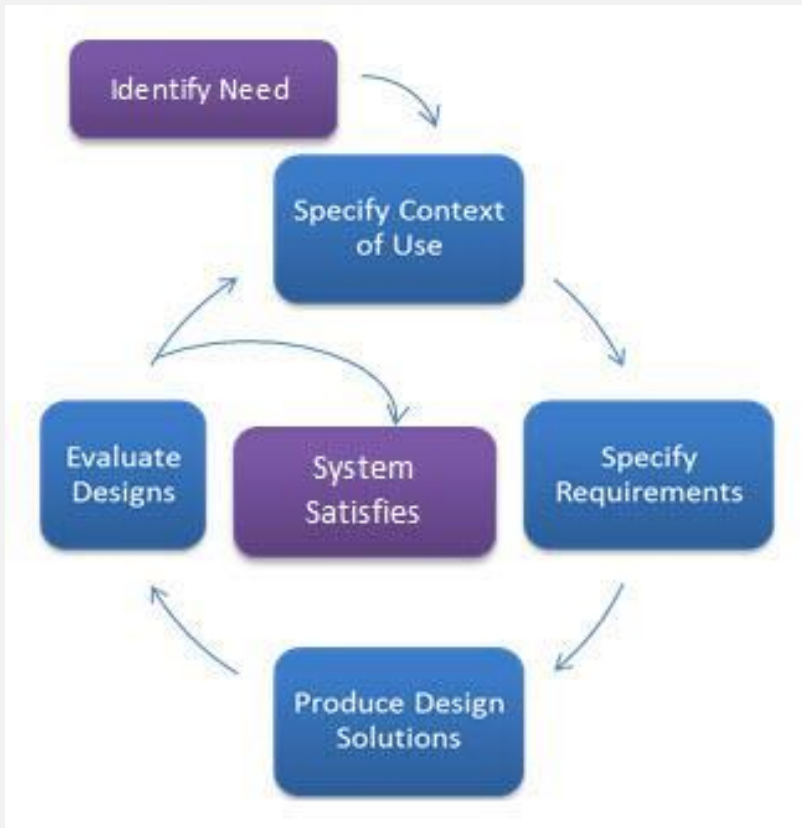 Identify Need
Specify Context
of Use
Evaluate
Designs
System
Satisfies
Specify
Requirements
Produce Design
Solutions